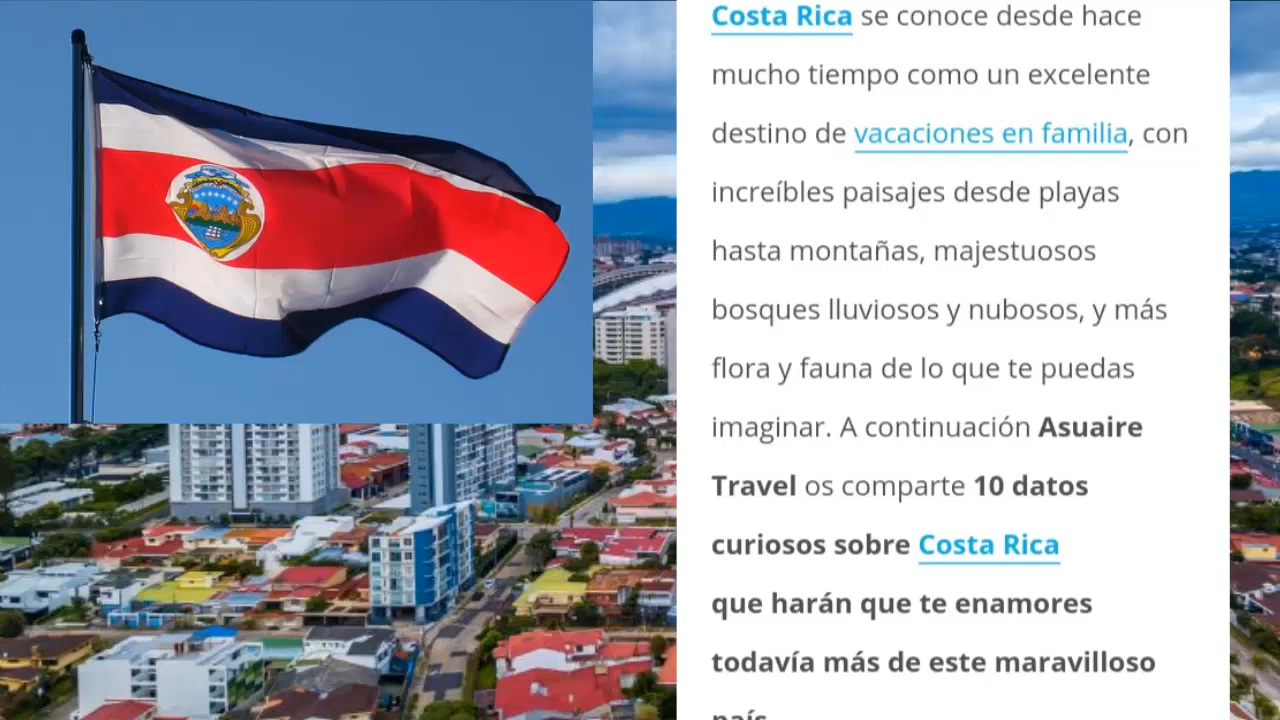 Costa Rica se conoce desde hace
mucho tiempo como un excelente
destino de vacaciones en familia, con
increíbles paisajes desde playas
hasta montañas, majestuosos
bosques lluviosos y nubosos, y más
flora y fauna de lo que te puedas
imaginar. A continuación Asuaire
Travel os comparte 10 datos
curiosos sobre Costa Rica
que harán que te enamores
todavía más de este maravilloso
país